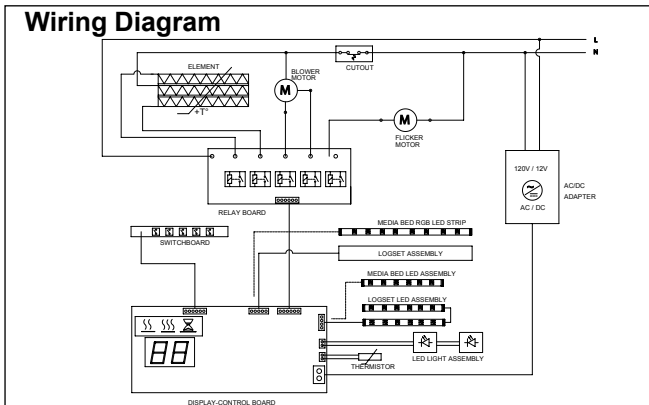 Wiring Diagram
L
N
ELEMENT
+T°
BLOWER
MOTOR
M
CUTOUT
M
FLICKER
MOTOR
120V / 12V
AC / DC
AC/DC
ADAPTER
RELAY BOARD
SWITCHBOARD
MEDIA BED RGB LED STRIP
LOGSET ASSEMBLY
MEDIA BED LED ASSEMBLY
LOGSET LED ASSEMBLY
88
LED LIGHT ASSEMBLY
THERMISTOR
DISPLAY-CONTROL BOARD